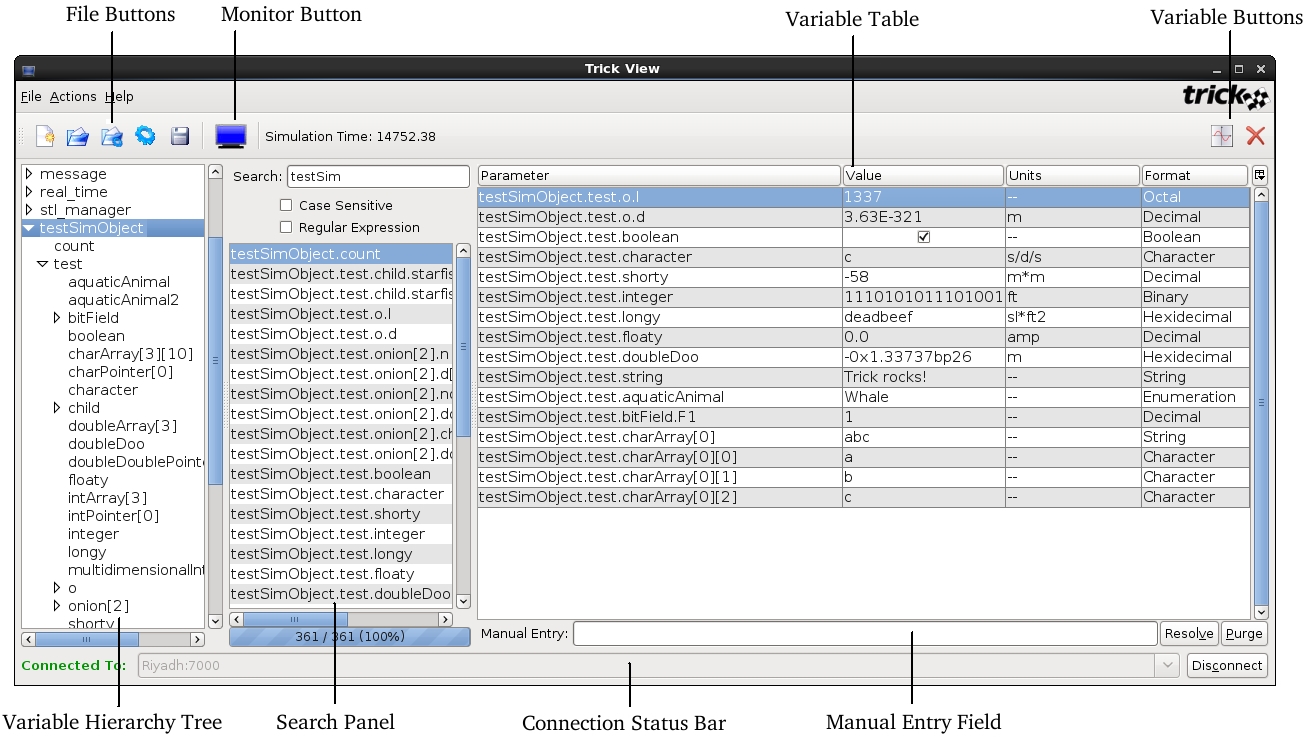 File Buttons
Monitor Button
Variable Table
Variable Buttons
Trick View
File Actions Help
trick
Simulation Time: 14752.38
message
real_time
stl_manager
testSimObject
count
test
aquaticAnimal
aquaticAnimal2
bitField
boolean
charArray[3][10]
charPointer[0]
character
child
doubleArray[3]
doubleDoo
doubleDoublePointe
floaty
intArray[3]
intPointer[0]
integer
longy
multidimensionalInt
o
onion[2]
shorty
Search: testSim
Case Sensitive
Regular Expression
testSimObject.count
testSimObject.test.child.starfis
testSimObject.test.child.starfis
testSimObject.test.o.l
testSimObject.test.o.d
testSimObject.test.onion[2].n
testSimObject.test.onion[2].d[
testSimObject.test.onion[2].no
testSimObject.test.onion[2].do
testSimObject.test.onion[2].ch
testSimObject.test.onion[2].do
testSimObject.test.boolean
testSimObject.test.character
testSimObject.test.shorty
testSimObject.test.integer
testSimObject.test.longy
testSimObject.test.floaty
testSimObject.test.doubleDoo
361 / 361 (100%)
Parameter Value Units Format
testSimObject.test.o.l 1337 -- Octal
testSimObject.test.o.d 3.63E-321 m Decimal
testSimObject.test.boolean -- Boolean
testSimObject.test.character c s/d/s Character
testSimObject.test.shorty -58 m*m Decimal
testSimObject.test.integer 1110101011101001 ft Binary
testSimObject.test.longy deadbeef sl*ft2 Hexidecimal
testSimObject.test.floaty 0.0 amp Decimal
testSimObject.test.doubleDoo -0x1.33737bp26 m Hexidecimal
testSimObject.test.string Trick rocks! -- String
testSimObject.test.aquaticAnimal Whale -- Enumeration
testSimObject.test.bitField.F1 1 -- Decimal
testSimObject.test.charArray[0] abc -- String
testSimObject.test.charArray[0][0] a -- Character
testSimObject.test.charArray[0][1] b -- Character
testSimObject.test.charArray[0][2] c -- Character
Manual Entry: Resolve Purge
Connected To: Riyadh:7000 Disconnect
Variable Hierarchy Tree
Search Panel
Connection Status Bar
Manual Entry Field